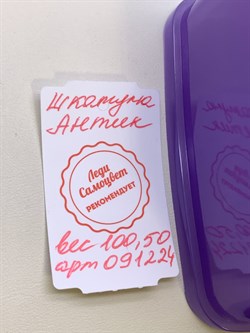 Шкатулка
Антик
Леди
Самоцвет
РЕКОМЕНДУЕТ
вес 100,50
арт 091224